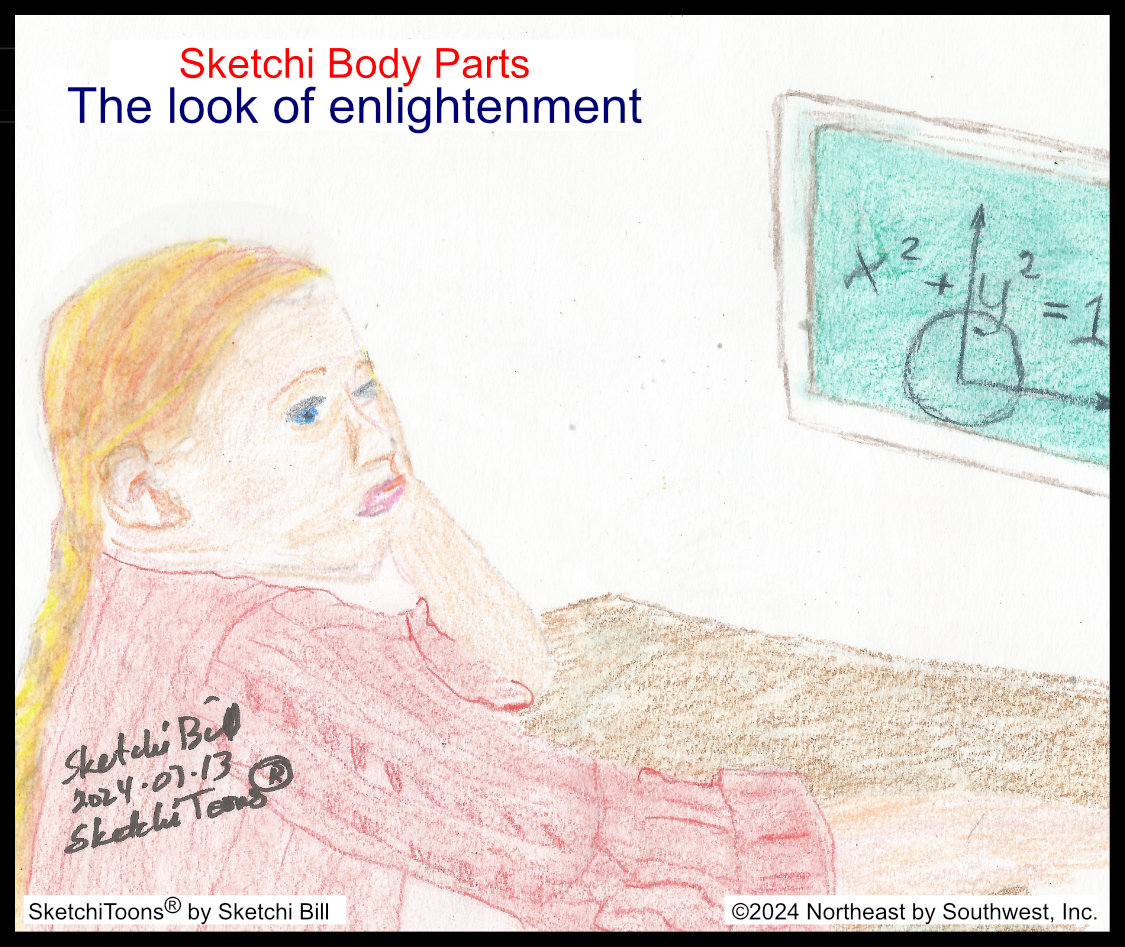 Sketchi Body Parts
The look of enlightenment
x² + y² = 1
Sketchi Bill
2024.07.13
SketchiToons®
SketchiToons® by Sketchi Bill
©2024 Northeast by Southwest, Inc.